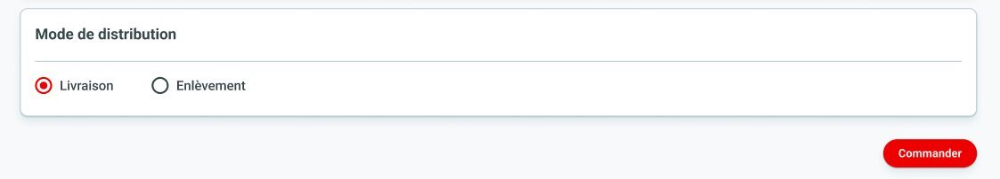 Mode de distribution
Livraison Enlèvement
Commander